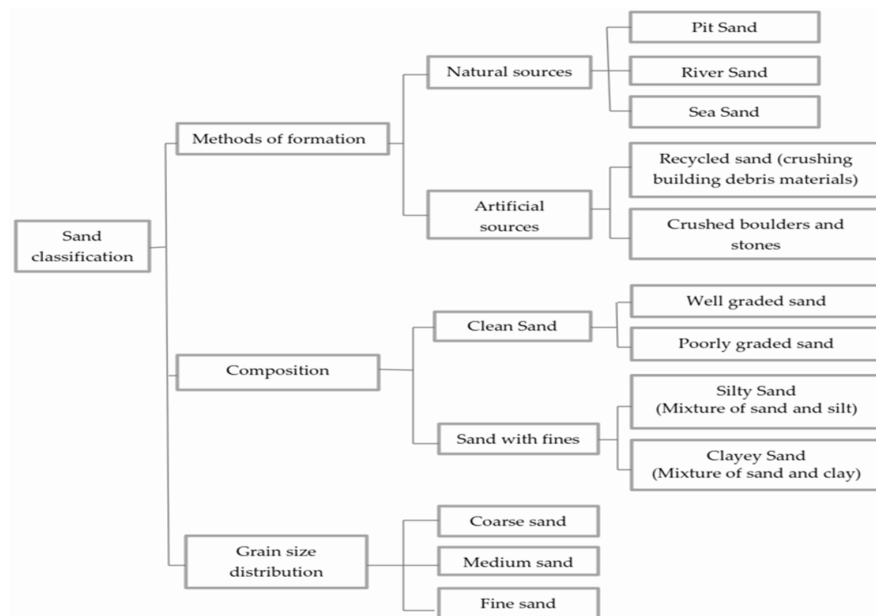 Sand
classification
Methods of formation
Natural sources
Pit Sand
River Sand
Sea Sand
Artificial
sources
Recycled sand (crushing
building debris materials)
Crushed boulders and
stones
Composition
Clean Sand
Well graded sand
Poorly graded sand
Sand with fines
Silty Sand
(Mixture of sand and silt)
Clayey Sand
(Mixture of sand and clay)
Grain size
distribution
Coarse sand
Medium sand
Fine sand